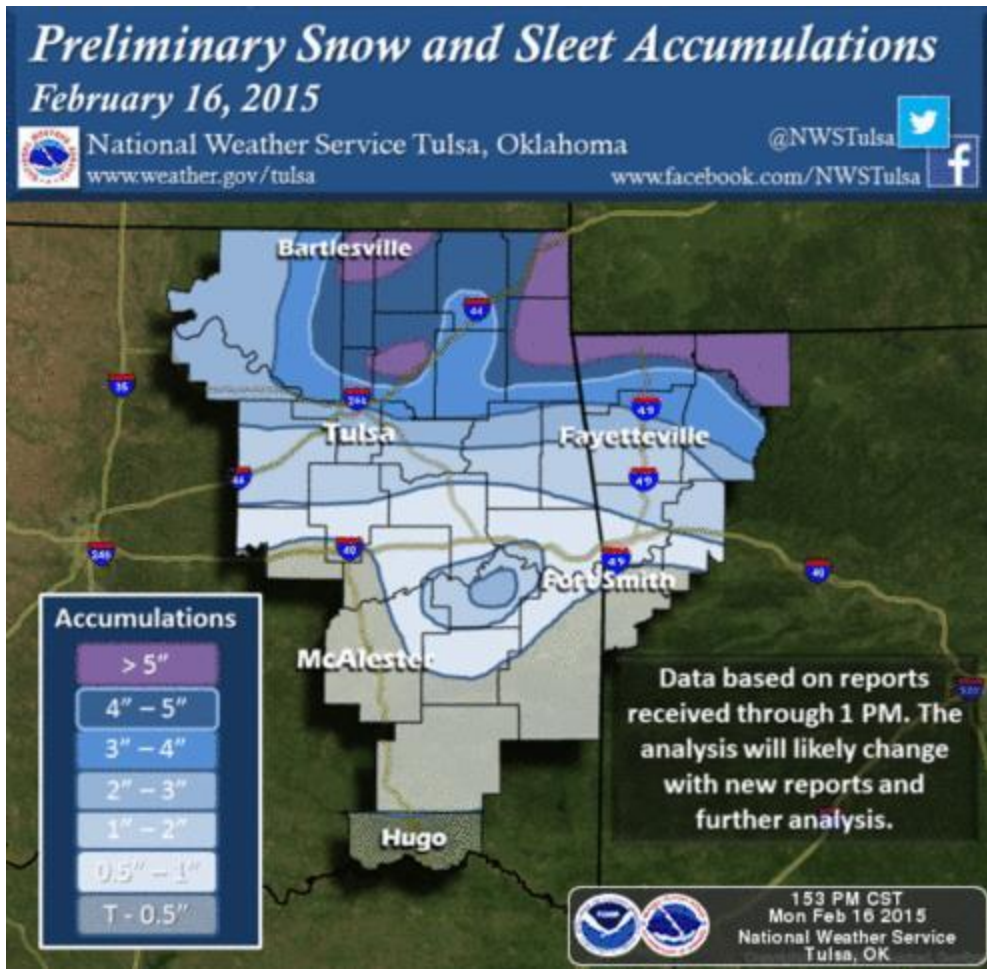 Preliminary Snow and Sleet Accumulations
February 16, 2015
National Weather Service Tulsa, Oklahoma
@NWSTulsa
www.weather.gov/tulsa
www.facebook.com/NWSTulsa
Bartlesville
44
35
244
49
Tulsa
Fayetteville
44
49
40
49
40
Fort Smith
McAlester
Hugo
Accumulations
> 5"
4" – 5"
3" – 4"
2" – 3"
1" – 2"
0.5" – 1"
T - 0.5"
Data based on reports
received through 1 PM. The
analysis will likely change
with new reports and
further analysis.
153 PM CST
Mon Feb 16 2015
National Weather Service
Tulsa, OK